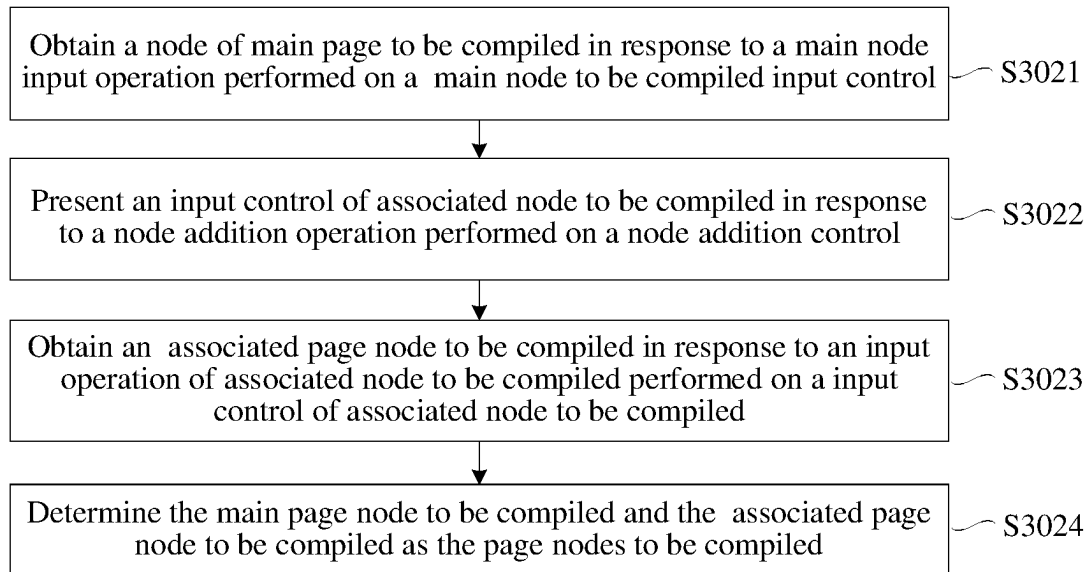 Obtain a node of main page to be compiled in response to a main node
input operation performed on a main node to be compiled input control
S3021
Present an input control of associated node to be compiled in response
to a node addition operation performed on a node addition control
S3022
Obtain an associated page node to be compiled in response to an input
operation of associated node to be compiled performed on a input
control of associated node to be compiled
S3023
Determine the main page node to be compiled and the associated page
node to be compiled as the page nodes to be compiled
S3024